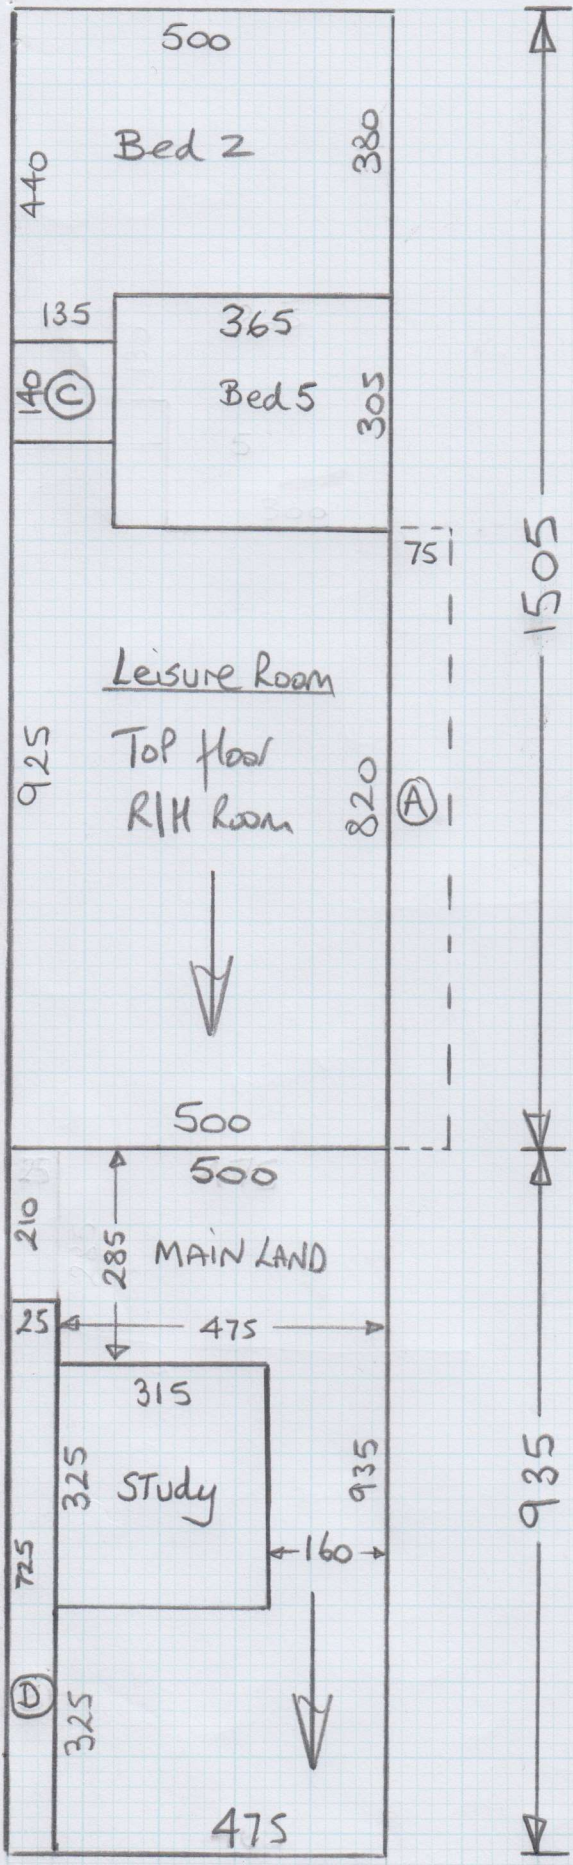 500
Bed 2
440
380
135
365
140
C
Bed 5
305
75
1505
Leisure Room
Top floor
R/H Room
925
820
A
500
500
210
285
MAIN LAND
25
475
315
325
Study
935
935
160
725
D
325
475